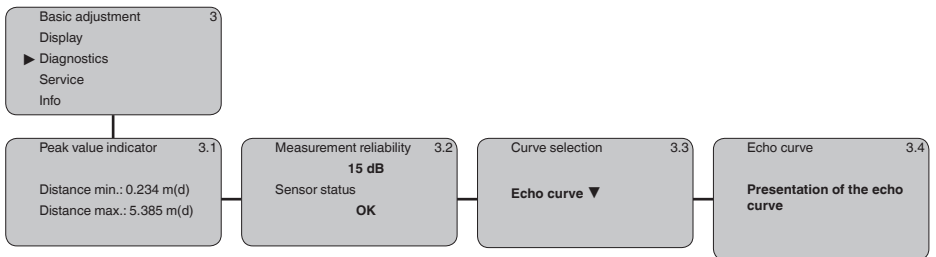 Basic adjustment 3
Display
▶ Diagnostics
Service
Info
Peak value indicator 3.1
Distance min.: 0.234 m(d)
Distance max.: 5.385 m(d)
Measurement reliability 3.2
15 dB
Sensor status
OK
Curve selection 3.3
Echo curve ▼
Echo curve 3.4
Presentation of the echo
curve